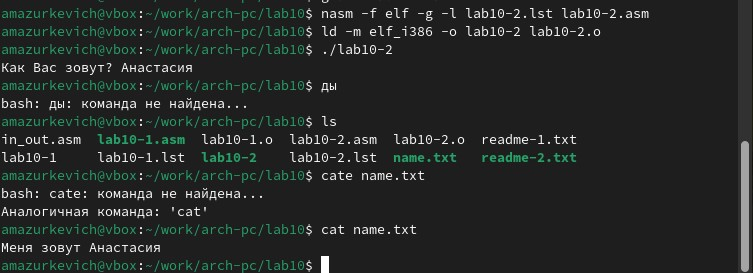 amazurkevich@vbox:~/work/arch-pc/lab10$ nasm -f elf -g -l lab10-2.lst lab10-2.asm
amazurkevich@vbox:~/work/arch-pc/lab10$ ld -m elf_i386 -o lab10-2 lab10-2.o
amazurkevich@vbox:~/work/arch-pc/lab10$ ./lab10-2
Как Вас зовут? Анастасия
amazurkevich@vbox:~/work/arch-pc/lab10$ ды
bash: ды: команда не найдена...
amazurkevich@vbox:~/work/arch-pc/lab10$ ls
in_out.asm  lab10-1.asm  lab10-1.o  lab10-2.asm  lab10-2.o  readme-1.txt
lab10-1  lab10-1.lst  lab10-2  lab10-2.lst  name.txt  readme-2.txt
amazurkevich@vbox:~/work/arch-pc/lab10$ cate name.txt
bash: cate: команда не найдена...
Аналогичная команда: 'cat'
amazurkevich@vbox:~/work/arch-pc/lab10$ cat name.txt
Меня зовут Анастасия
amazurkevich@vbox:~/work/arch-pc/lab10$